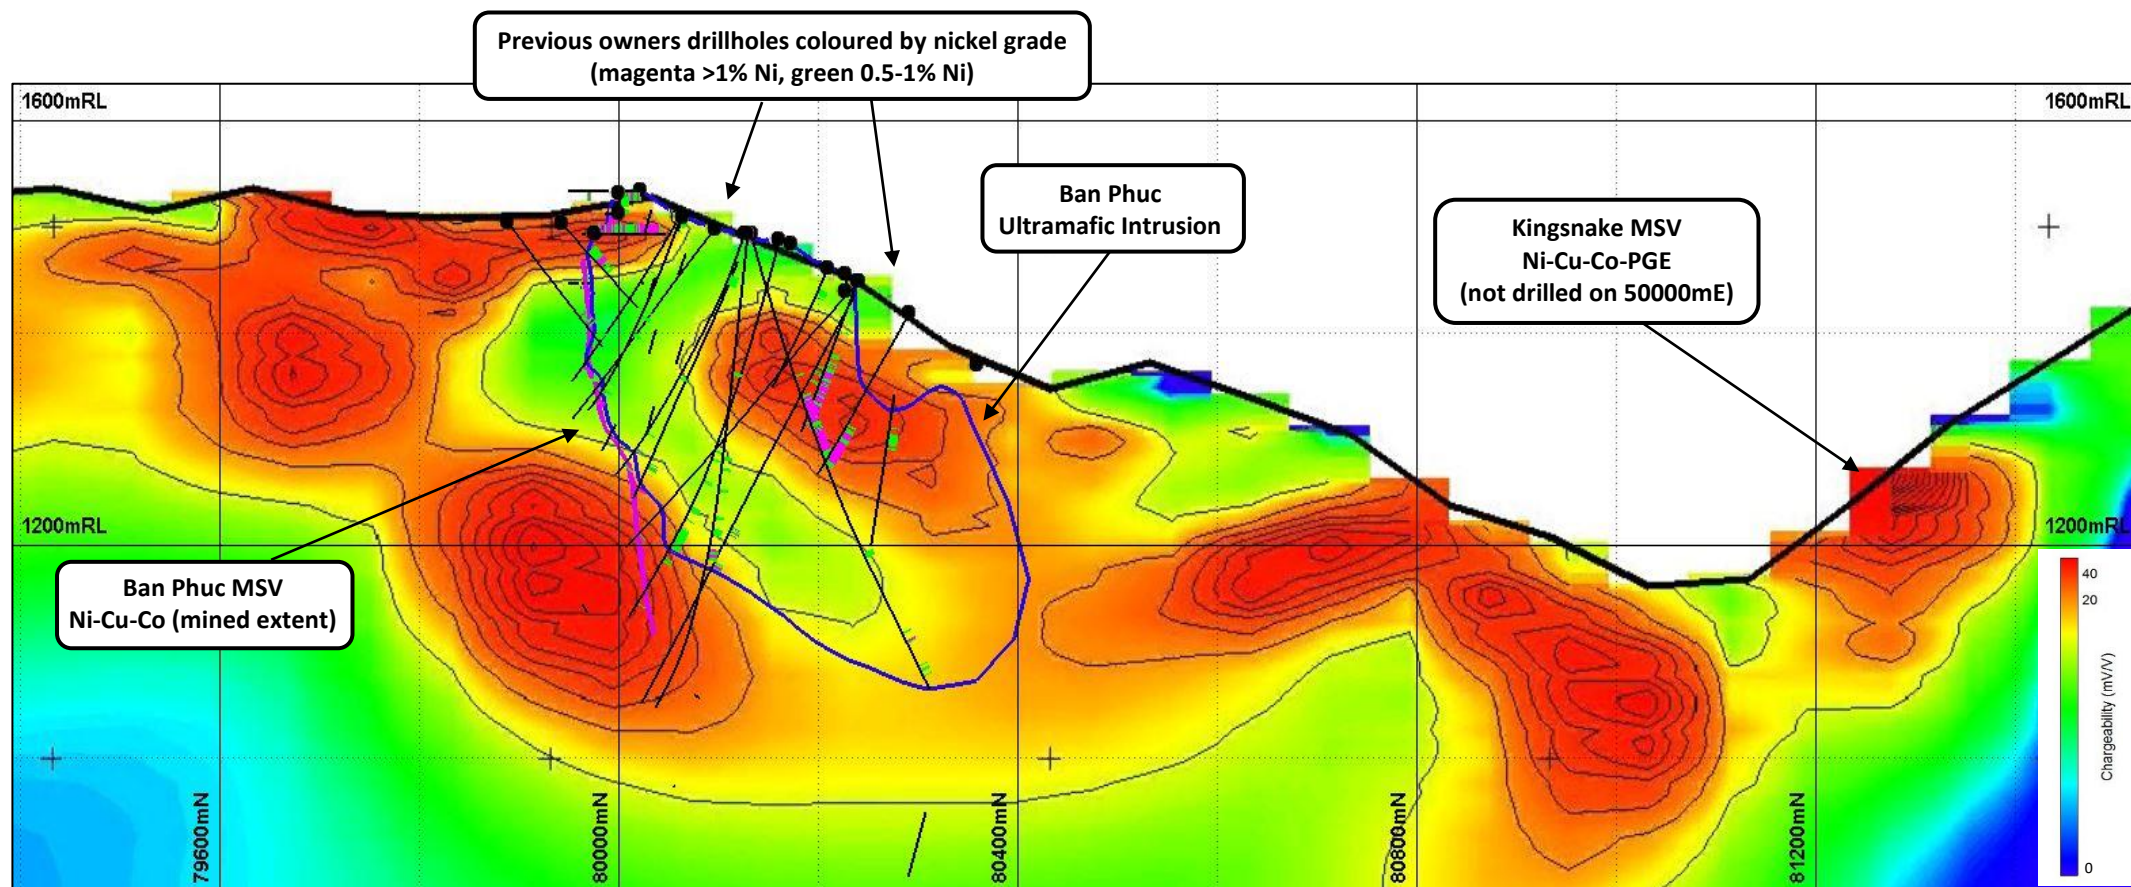 Previous owners drillholes coloured by nickel grade
(magenta >1% Ni, green 0.5-1% Ni)
1600mRL
1600mRL
Ban Phuc
Ultramafic Intrusion
Kingsnake MSV
Ni-Cu-Co-PGE
(not drilled on 50000mE)
1200mRL
1200mRL
Ban Phuc MSV
Ni-Cu-Co (mined extent)
40
20
Chargeability (mV/V)
0
79600mN
80000mN
80400mN
80800mN
81200mN